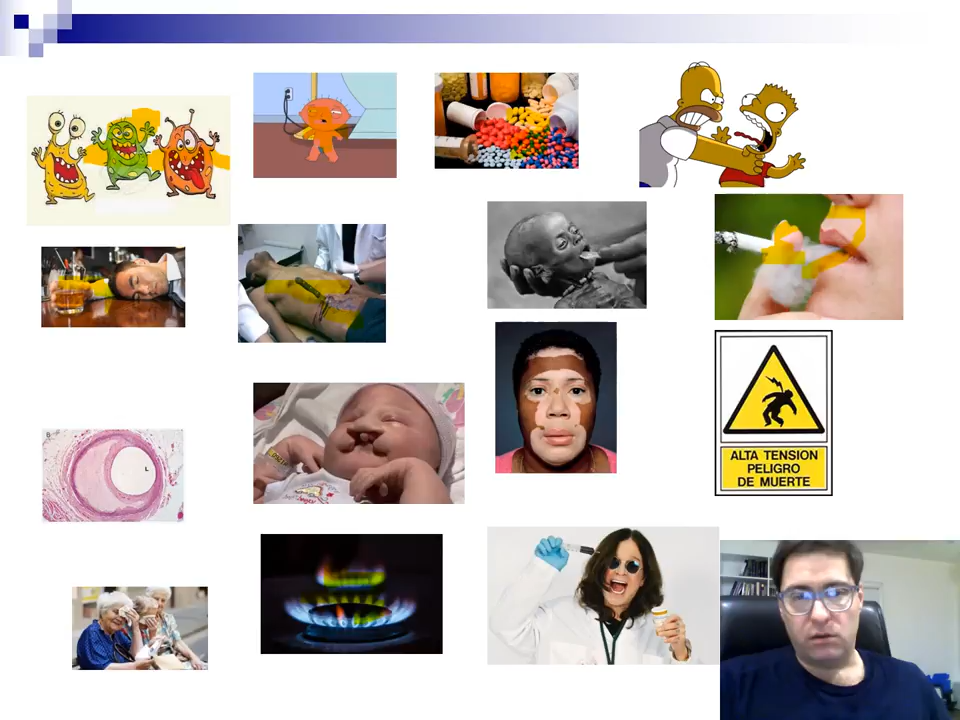 B-F
L
ALTA TENSION
PELIGRO
DE MUERTE